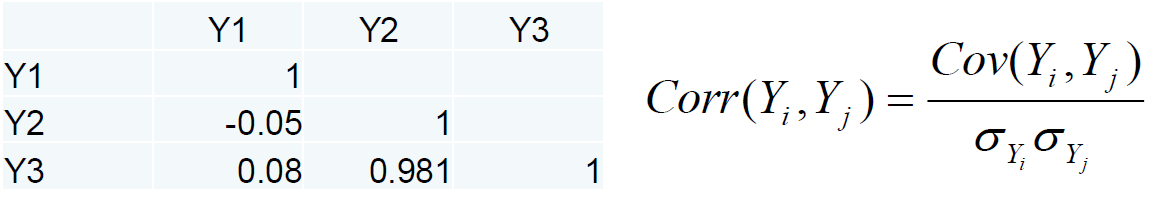 Y1 Y2 Y3
Y1 1
Y2 -0.05 1
Y3 0.08 0.981 1
Corr(Y_i, Y_j) = Cov(Y_i, Y_j) / σ_{Y_i} σ_{Y_j}